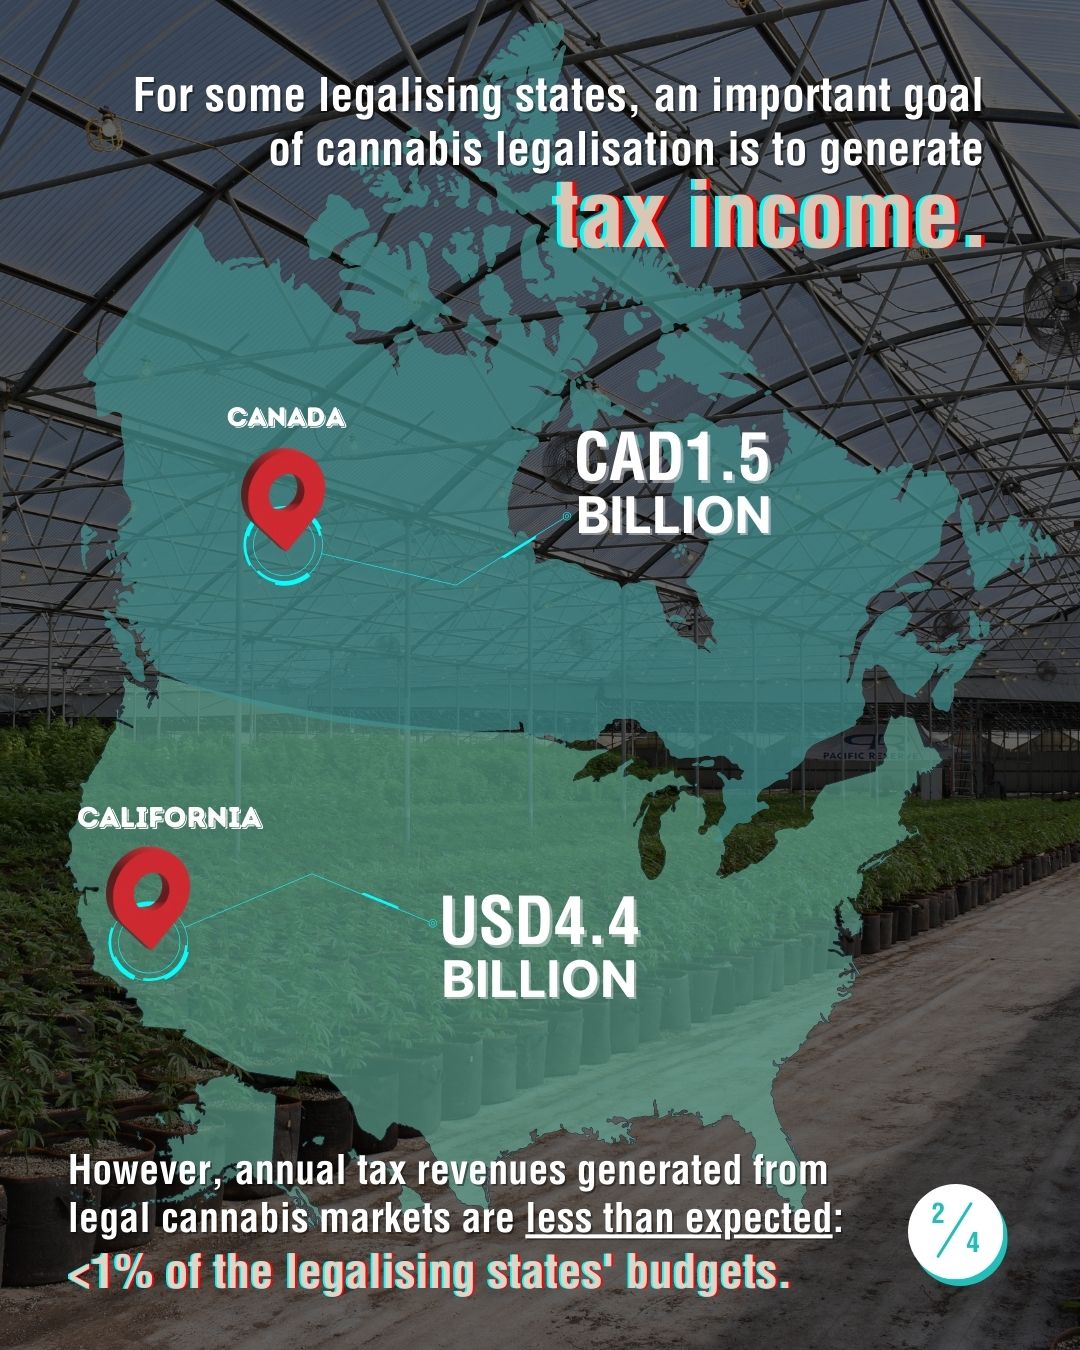 For some legalising states, an important goal
of cannabis legalisation is to generate
tax income.
CANADA
CAD1.5
BILLION
PACIFIC RESERVE
CALIFORNIA
USD4.4
BILLION
However, annual tax revenues generated from
legal cannabis markets are less than expected:
<1% of the legalising states' budgets.
2/4